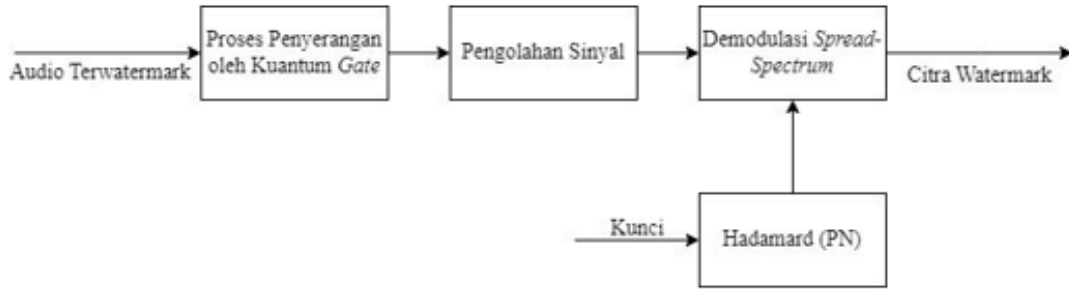 Audio Terwatermark
Proses Penyerangan
oleh Kuantum Gate
Pengolahan Sinyal
Demodulasi Spread-
Spectrum
Citra Watermark
Kunci
Hadamard (PN)